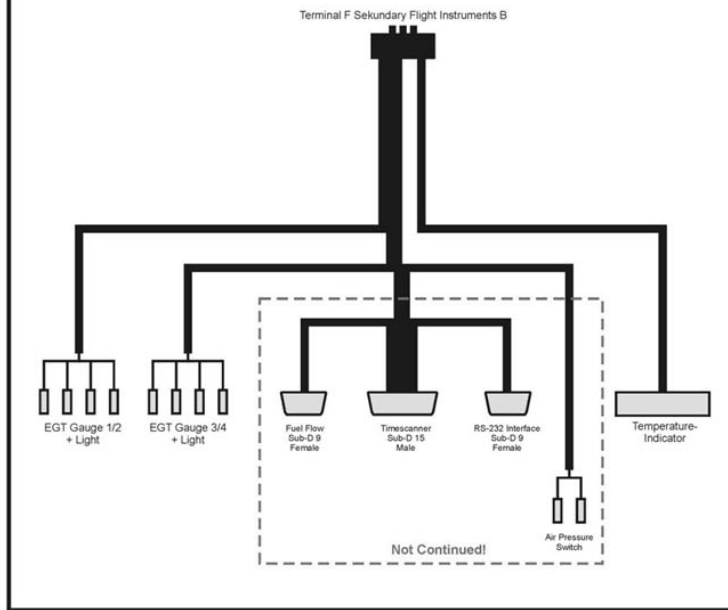 Terminal F Sekundary Flight Instruments B
EGT Gauge 1/2
+ Light
EGT Gauge 3/4
+ Light
Fuel Flow
Sub-D 9
Female
Timescanner
Sub-D 15
Male
RS-232 Interface
Sub-D 9
Female
Temperature-
Indicator
Air Pressure
Switch
Not Continued!